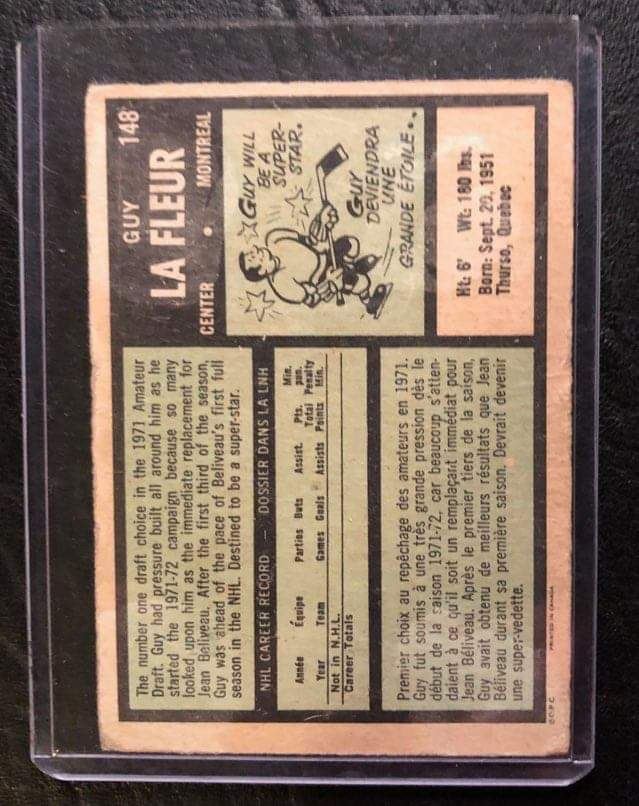 The number one draft choice in the 1971 Amateur
Draft. Guy had pressure built all around him as he
started the 1971-72 campaign because so many
looked upon him as the immediate replacement for
Jean Beliveau. After the first third of the season,
Guy was ahead of the pace of Beliveau's first full
season in the NHL. Destined to be a super-star.
GUY 148
LA FLEUR
CENTER • MONTREAL
NHL CAREER RECORD — DOSSIER DANS LA LNH
Année Équipe Parties Buts Assist. Pts. Min. pun.
Year Team Games Goals Assists Total Points Penalty Min.
Not in N.H.L.
Career Totals
GUY WILL
BE A
SUPER-
STAR.
GUY
DEVIENDRA
UNE
GRANDE ÉTOILE..
Premier choix au repêchage des amateurs en 1971.
Guy fut soumis à une très grande pression dès le
début de la saison 1971-72, car beaucoup s'atten-
daient à ce qu'il soit un remplaçant immédiat pour
Jean Béliveau. Après le premier tiers de la saison,
Guy avait obtenu de meilleurs résultats que Jean
Béliveau durant sa première saison. Devrait devenir
une super-vedette.
Ht: 6' Wt: 180 lbs.
Born: Sept. 20, 1951
Thurso, Quebec
O.P.C. PRINTED IN CANADA